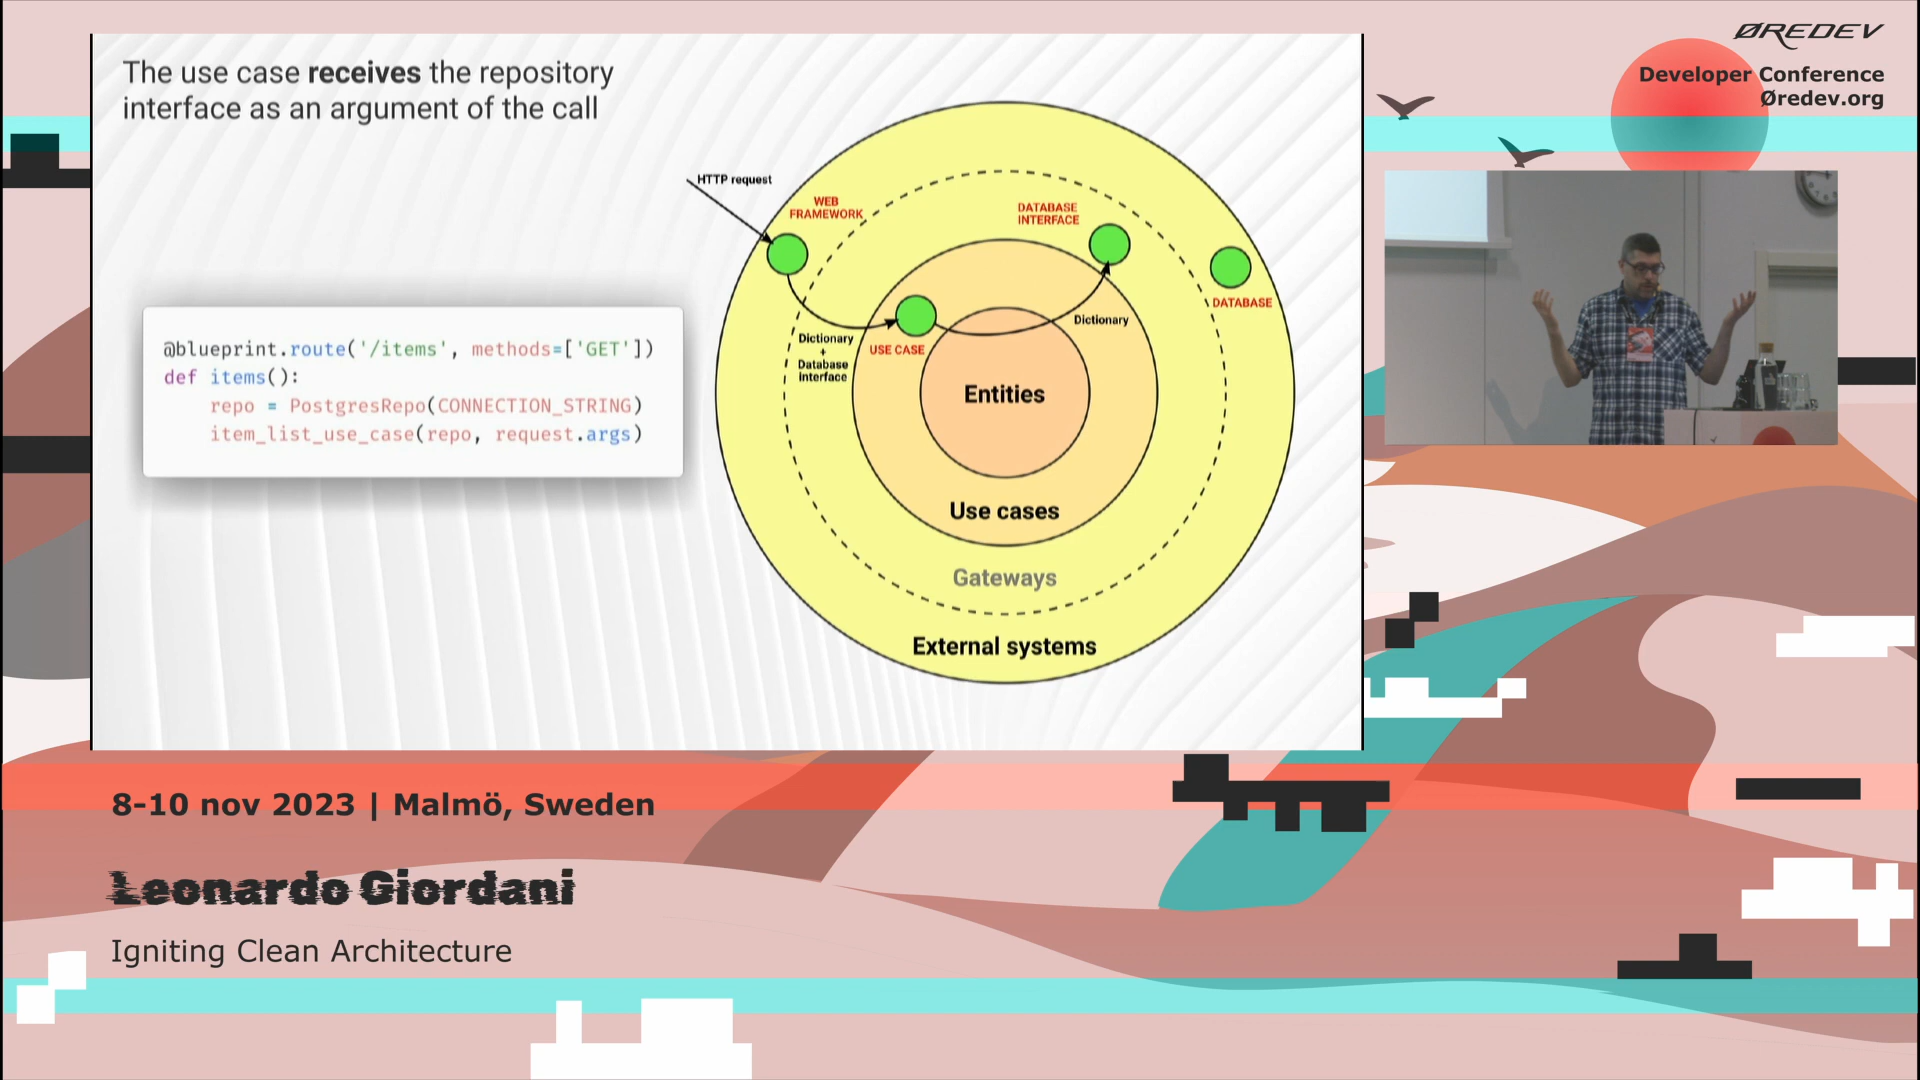 The use case receives the repository
interface as an argument of the call
@blueprint.route('/items', methods=['GET'])
def items():
    repo = PostgresRepo(CONNECTION_STRING)
    item_list_use_case(repo, request.args)
HTTP request
WEB
FRAMEWORK
DATABASE
INTERFACE
DATABASE
Dictionary
+
Database
interface
USE CASE
Dictionary
Entities
Use cases
Gateways
External systems
ØREDEV
Developer Conference
Øredev.org
8-10 nov 2023 | Malmö, Sweden
Leonardo Giordani
Igniting Clean Architecture